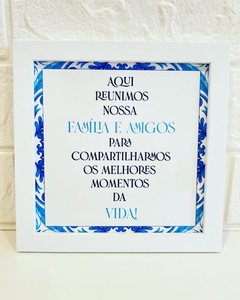 AQUI
REUNIMOS
NOSSA
FAMÍLIA E AMIGOS
PARA
COMPARTILHARMOS
OS MELHORES
MOMENTOS
DA
VIDA!